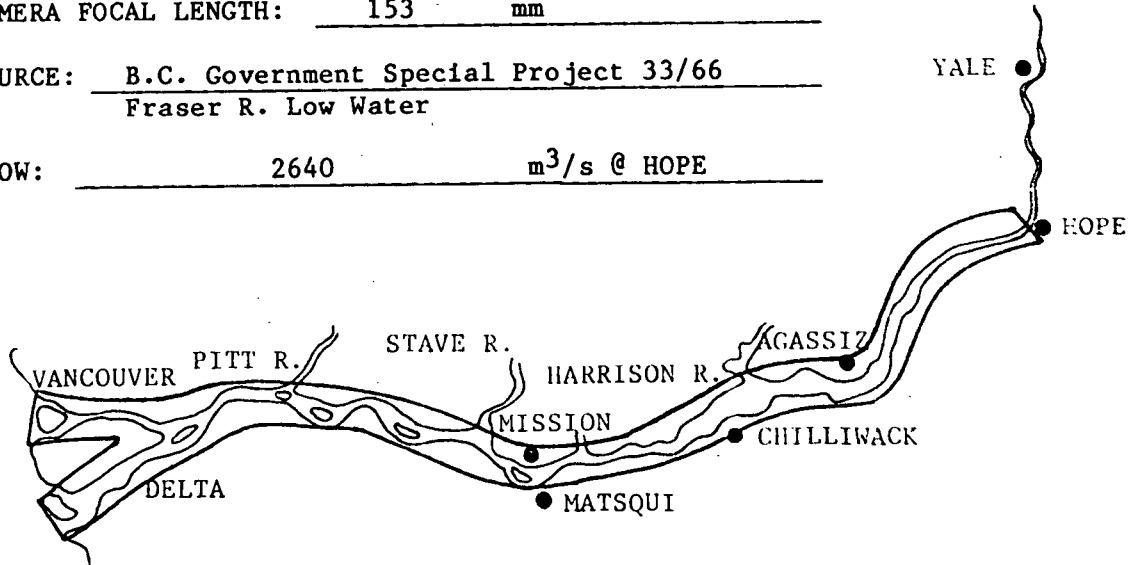 MERA FOCAL LENGTH: 153 mm
URCE: B.C. Government Special Project 33/66
Fraser R. Low Water
OW: 2640 m³/s @ HOPE
YALE
HOPE
STAVE R.
AGASSIZ
PITT R.
HARRISON R.
VANCOUVER
MISSION
CHILLIWACK
DELTA
MATSQUI